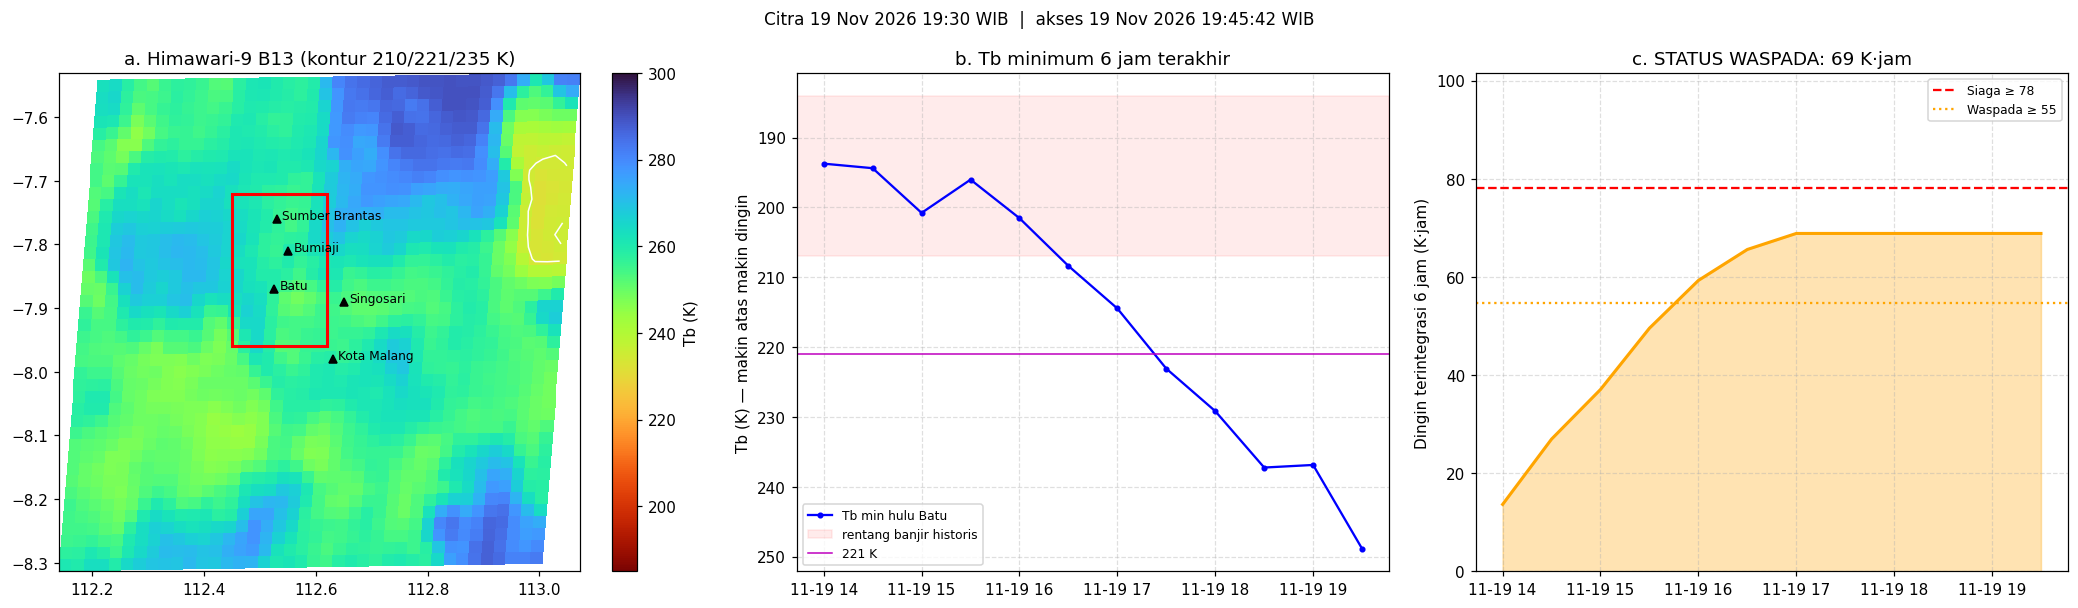 Citra 19 Nov 2026 19:30 WIB | akses 19 Nov 2026 19:45:42 WIB
a. Himawari-9 B13 (kontur 210/221/235 K)
−7.6
−7.7
−7.8
−7.9
−8.0
−8.1
−8.2
−8.3
112.2
112.4
112.6
112.8
113.0
Sumber Brantas
Bumiaji
Batu
Singosari
Kota Malang
300
280
260
240
220
200
Tb (K)
b. Tb minimum 6 jam terakhir
Tb (K) — makin atas makin dingin
190
200
210
220
230
240
250
11-19 14
11-19 15
11-19 16
11-19 17
11-19 18
11-19 19
Tb min hulu Batu
rentang banjir historis
221 K
c. STATUS WASPADA: 69 K·jam
Dingin terintegrasi 6 jam (K·jam)
100
80
60
40
20
0
11-19 14
11-19 15
11-19 16
11-19 17
11-19 18
11-19 19
Siaga ≥ 78
Waspada ≥ 55